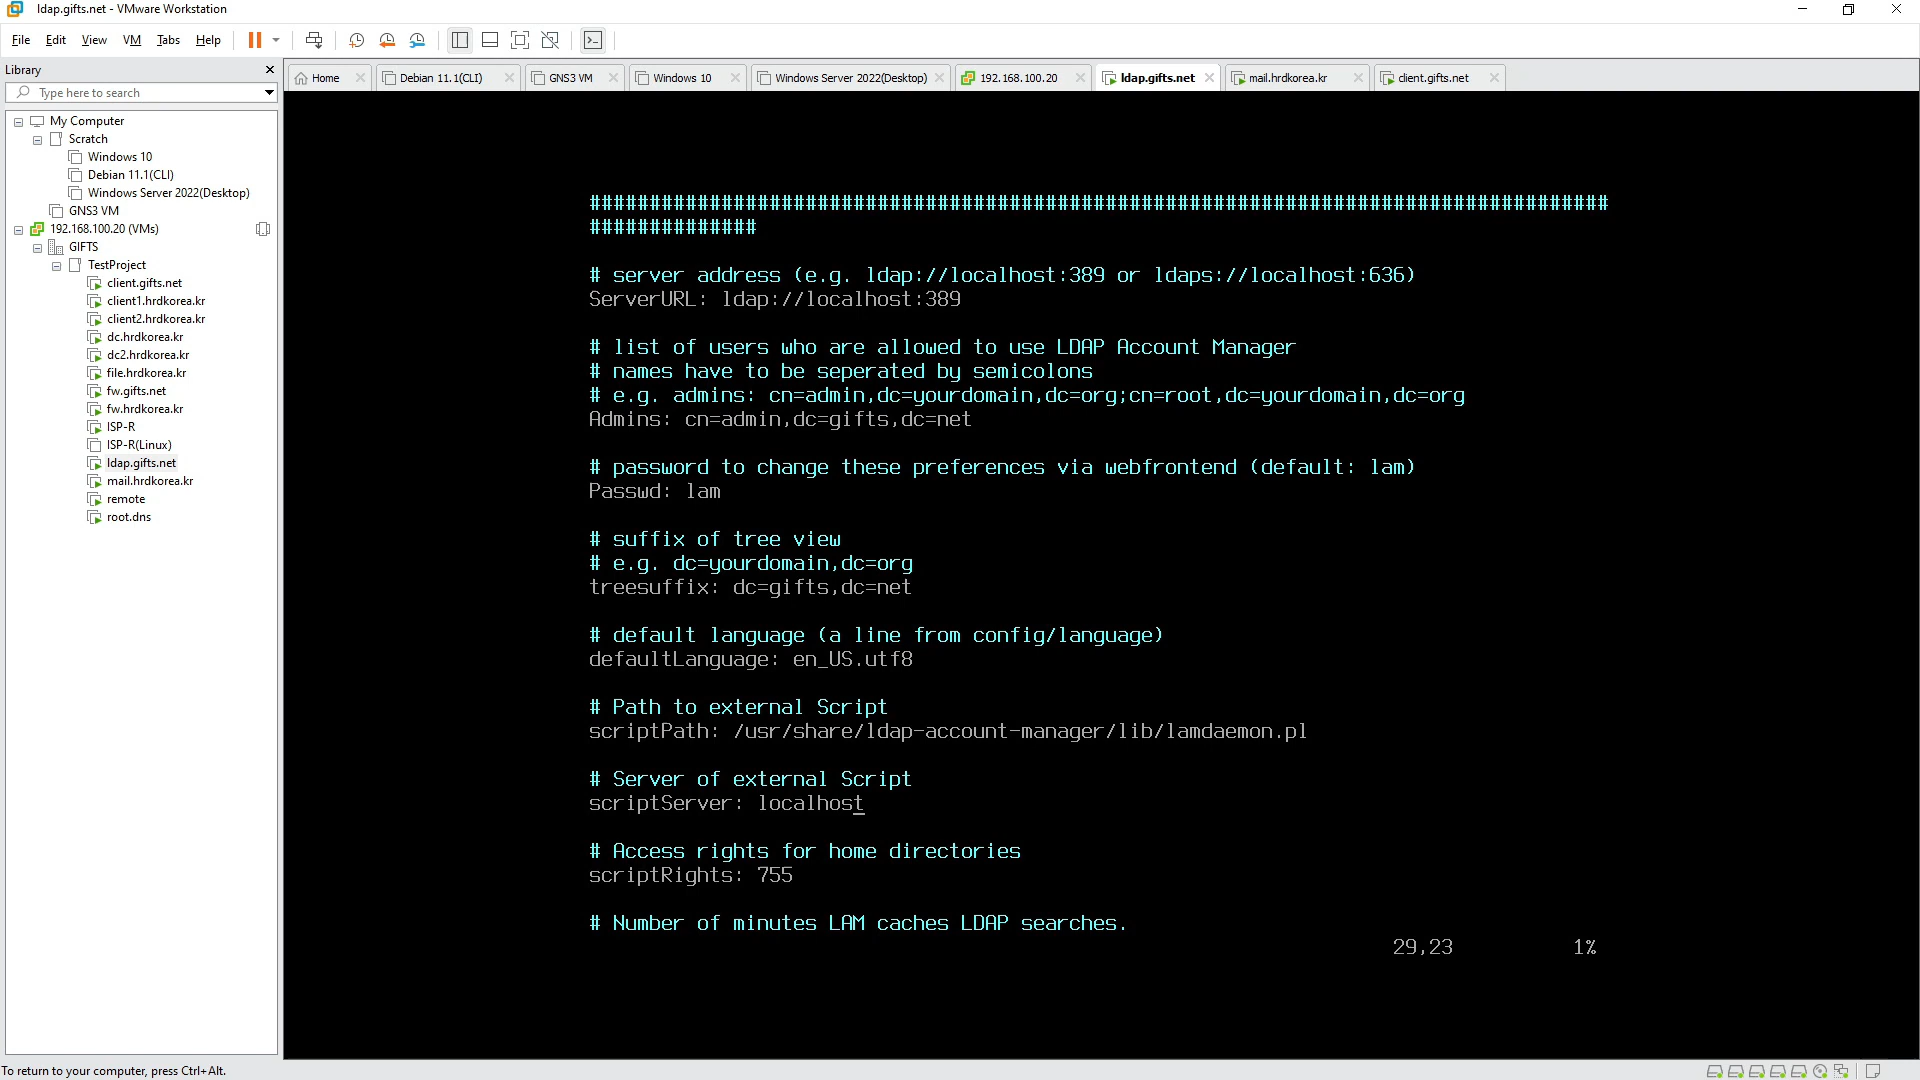 ldap.gifts.net - VMware Workstation
File Edit View VM Tabs Help
Library
Type here to search
My Computer
Scratch
Windows 10
Debian 11.1(CLI)
Windows Server 2022(Desktop)
GNS3 VM
192.168.100.20 (VMs)
GIFTS
TestProject
client.gifts.net
client1.hrdkorea.kr
client2.hrdkorea.kr
dc.hrdkorea.kr
dc2.hrdkorea.kr
file.hrdkorea.kr
fw.gifts.net
fw.hrdkorea.kr
ISP-R
ISP-R(Linux)
ldap.gifts.net
mail.hrdkorea.kr
remote
root.dns
Home Debian 11.1(CLI) GNS3 VM Windows 10 Windows Server 2022(Desktop) 192.168.100.20 ldap.gifts.net mail.hrdkorea.kr client.gifts.net
#####################################################################################
##############
# server address (e.g. ldap://localhost:389 or ldaps://localhost:636)
ServerURL: ldap://localhost:389
# list of users who are allowed to use LDAP Account Manager
# names have to be seperated by semicolons
# e.g. admins: cn=admin,dc=yourdomain,dc=org;cn=root,dc=yourdomain,dc=org
Admins: cn=admin,dc=gifts,dc=net
# password to change these preferences via webfrontend (default: lam)
Passwd: lam
# suffix of tree view
# e.g. dc=yourdomain,dc=org
treesuffix: dc=gifts,dc=net
# default language (a line from config/language)
defaultLanguage: en_US.utf8
# Path to external Script
scriptPath: /usr/share/ldap-account-manager/lib/lamdaemon.pl
# Server of external Script
scriptServer: localhost
# Access rights for home directories
scriptRights: 755
# Number of minutes LAM caches LDAP searches.
29,23 1%
To return to your computer, press Ctrl+Alt.